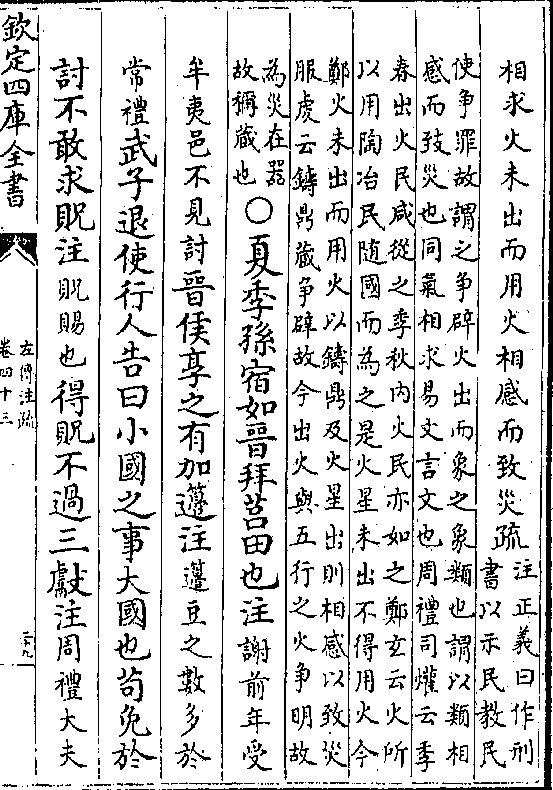 相求火未出而用火相感而致災疏
注正義曰作刑
書以示民教民
使爭罪故謂之爭辟火出而象之象類也謂以類相
感而致災也同氣相求易文言文也周禮司爟云季
春出火民咸從之季秋内火民亦如之鄭玄云火所
以用陶冶民隨國而為之是火星未出不得用火今
鄭火未出而用火以鑄鼎及火星出則相感以致災
服虔云鑄鼎藏爭辟故今出火與五行之火爭明故
為災在器
故稱藏也
○夏季孫宿如晉拜莒田也注謝前年受
牟夷邑不見討晉侯享之有加籩注籩豆之數多於
常禮武子退使行人告曰小國之事大國也苟免於
討不敢求貺注貺賜也得貺不過三獻注周禮大夫
欽定四庫全書
左傳注疏
卷四十三